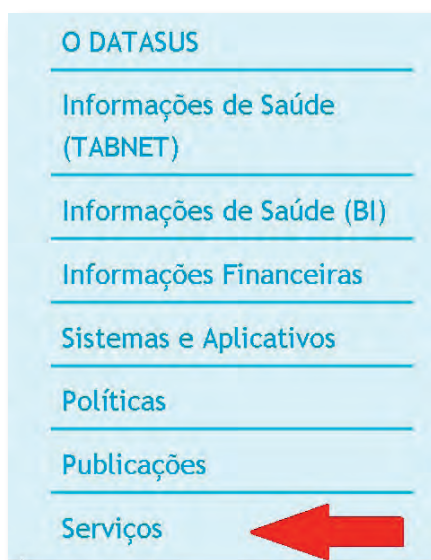 O DATASUS
Informações de Saúde
(TABNET)
Informações de Saúde (BI)
Informações Financeiras
Sistemas e Aplicativos
Políticas
Publicações
Serviços